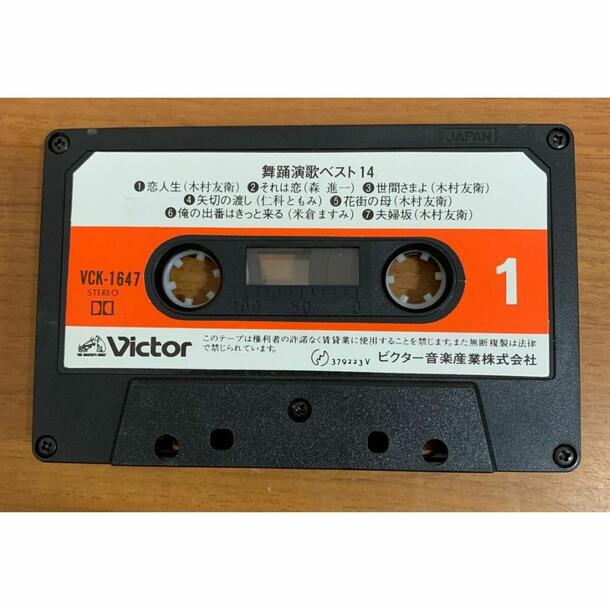 JAPAN
舞踊演歌ベスト14
❶恋人生(木村友衛)❷それは恋(森 進一)❸世間さまよ(木村友衛)
❹矢切の渡し(仁科ともみ)❺花街の母(木村友衛)
❻俺の出番はきっと来る(米倉ますみ)❼夫婦坂(木村友衛)
VCK-1647
STEREO
1
100 50 0
Victor
"HIS MASTER'S VOICE"
このテープは権利者の許諾なく賃貸業に使用することを禁じます。また無断複製は法律
で禁じられています。
379223V
ビクター音楽産業株式会社